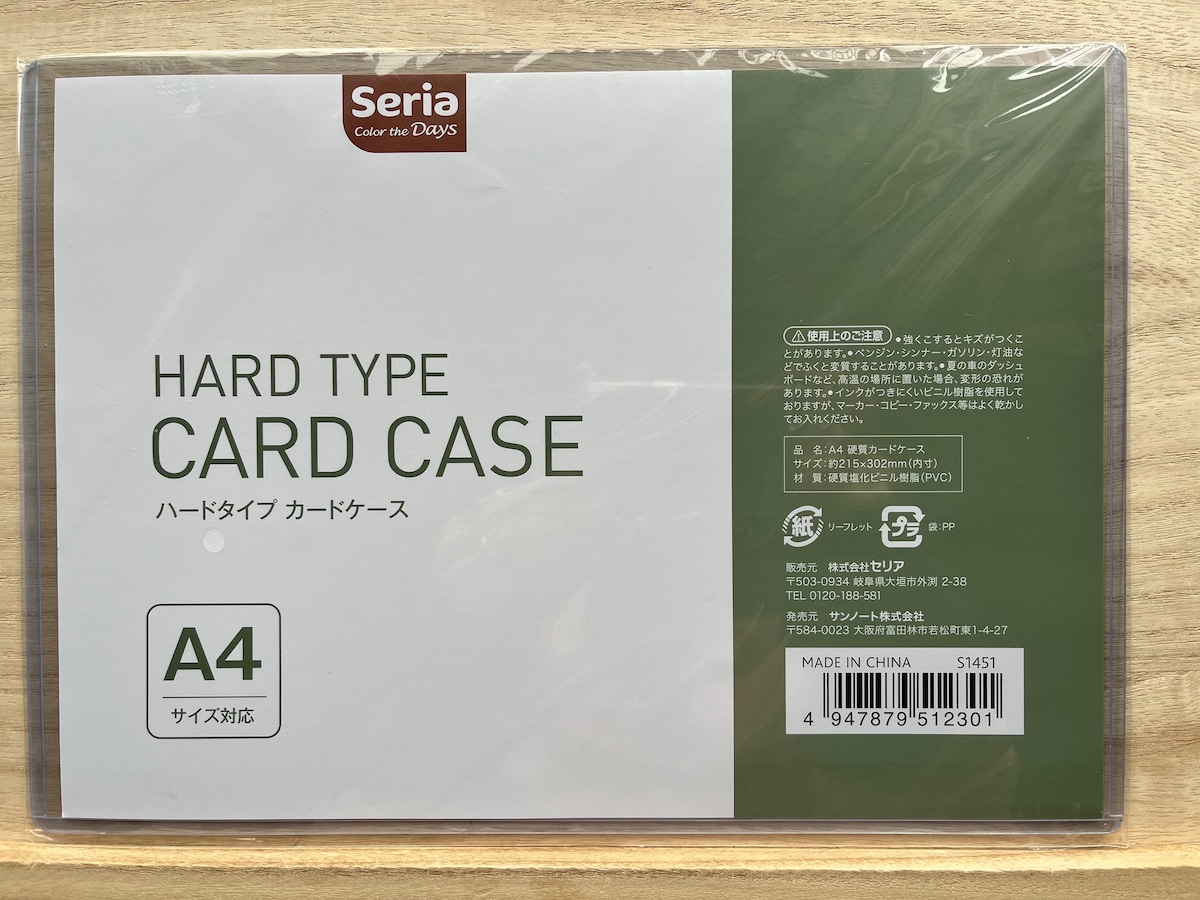 Seria
Color the Days
HARD TYPE
CARD CASE
ハードタイプ カードケース
A4
サイズ対応
⚠使用上のご注意 ●強くこするとキズがつくこ
とがあります。●ベンジン・シンナー・ガソリン・灯油な
どでふくと変質することがあります。●夏の車のダッシュ
ボードなど、高温の場所に置いた場合、変形の恐れが
あります。●インクがつきにくいビニル樹脂を使用して
おりますが、マーカー・コピー・ファックス等はよく乾かし
てお入れください。
品 名:A4 硬質カードケース
サイズ:約215×302mm(内寸)
材 質:硬質塩化ビニル樹脂(PVC)
紙 リーフレット プラ 袋:PP
販売元 株式会社セリア
〒503-0934 岐阜県大垣市外渕 2-38
TEL 0120-188-581
発売元 サンノート株式会社
〒584-0023 大阪府富田林市若松町東1-4-27
MADE IN CHINA S1451
4 947879 512301